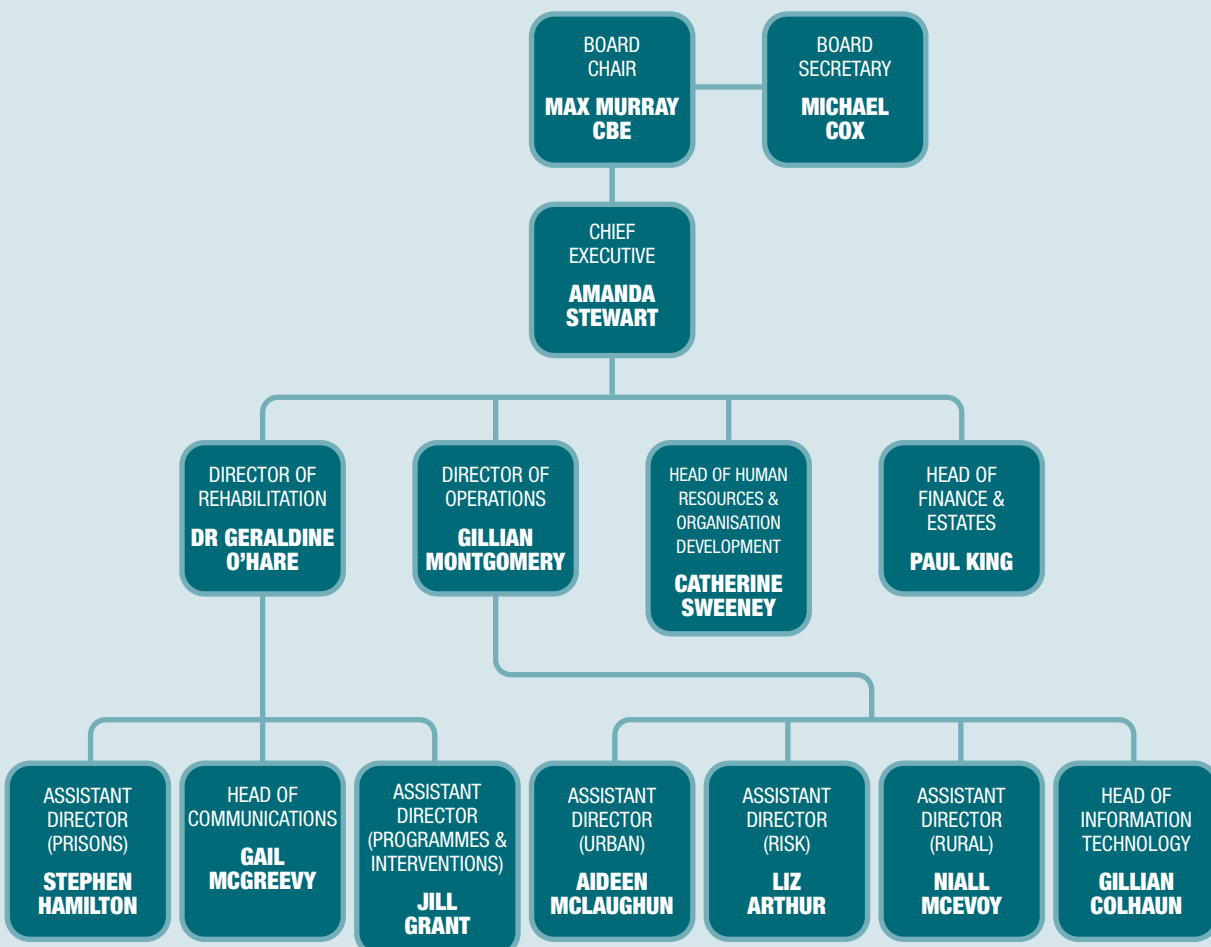 BOARD
CHAIR
MAX MURRAY
CBE
BOARD
SECRETARY
MICHAEL
COX
CHIEF
EXECUTIVE
AMANDA
STEWART
DIRECTOR OF
REHABILITATION
DR GERALDINE
O’HARE
DIRECTOR OF
OPERATIONS
GILLIAN
MONTGOMERY
HEAD OF HUMAN
RESOURCES &
ORGANISATION
DEVELOPMENT
CATHERINE
SWEENEY
HEAD OF
FINANCE &
ESTATES
PAUL KING
ASSISTANT
DIRECTOR
(PRISONS)
STEPHEN
HAMILTON
HEAD OF
COMMUNICATIONS
GAIL
MCGREEVY
ASSISTANT
DIRECTOR
(PROGRAMMES &
INTERVENTIONS)
JILL
GRANT
ASSISTANT
DIRECTOR
(URBAN)
AIDEEN
MCLAUGHUN
ASSISTANT
DIRECTOR
(RISK)
LIZ
ARTHUR
ASSISTANT
DIRECTOR
(RURAL)
NIALL
MCEVOY
HEAD OF
INFORMATION
TECHNOLOGY
GILLIAN
COLHAUN